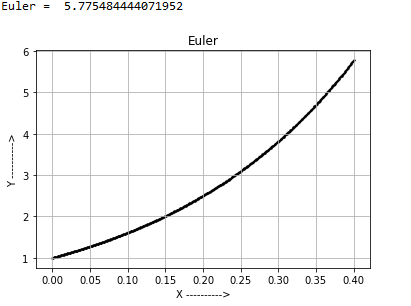 Euler =  5.775484444071952
Euler
6
5
4
3
2
1
Y ---------->
0.00 0.05 0.10 0.15 0.20 0.25 0.30 0.35 0.40
X ---------->